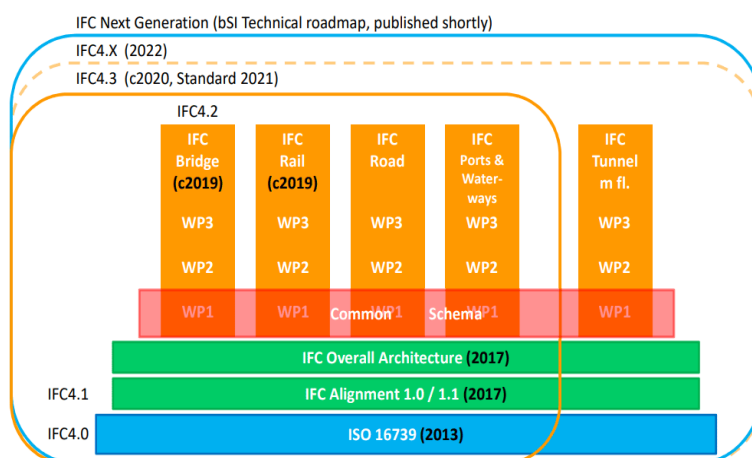 IFC Next Generation (bSI Technical roadmap, published shortly)
IFC4.X (2022)
IFC4.3 (c2020, Standard 2021)
IFC4.2
IFC
Bridge
(c2019)
WP3
WP2
WP1
IFC
Rail
(c2019)
WP3
WP2
WP1
IFC
Road
WP3
WP2
WP1
IFC
Ports &
Water-
ways
WP3
WP2
WP1
IFC
Tunnel
m fl.
WP3
WP2
WP1
Common Schema
IFC Overall Architecture (2017)
IFC4.1
IFC Alignment 1.0 / 1.1 (2017)
IFC4.0
ISO 16739 (2013)